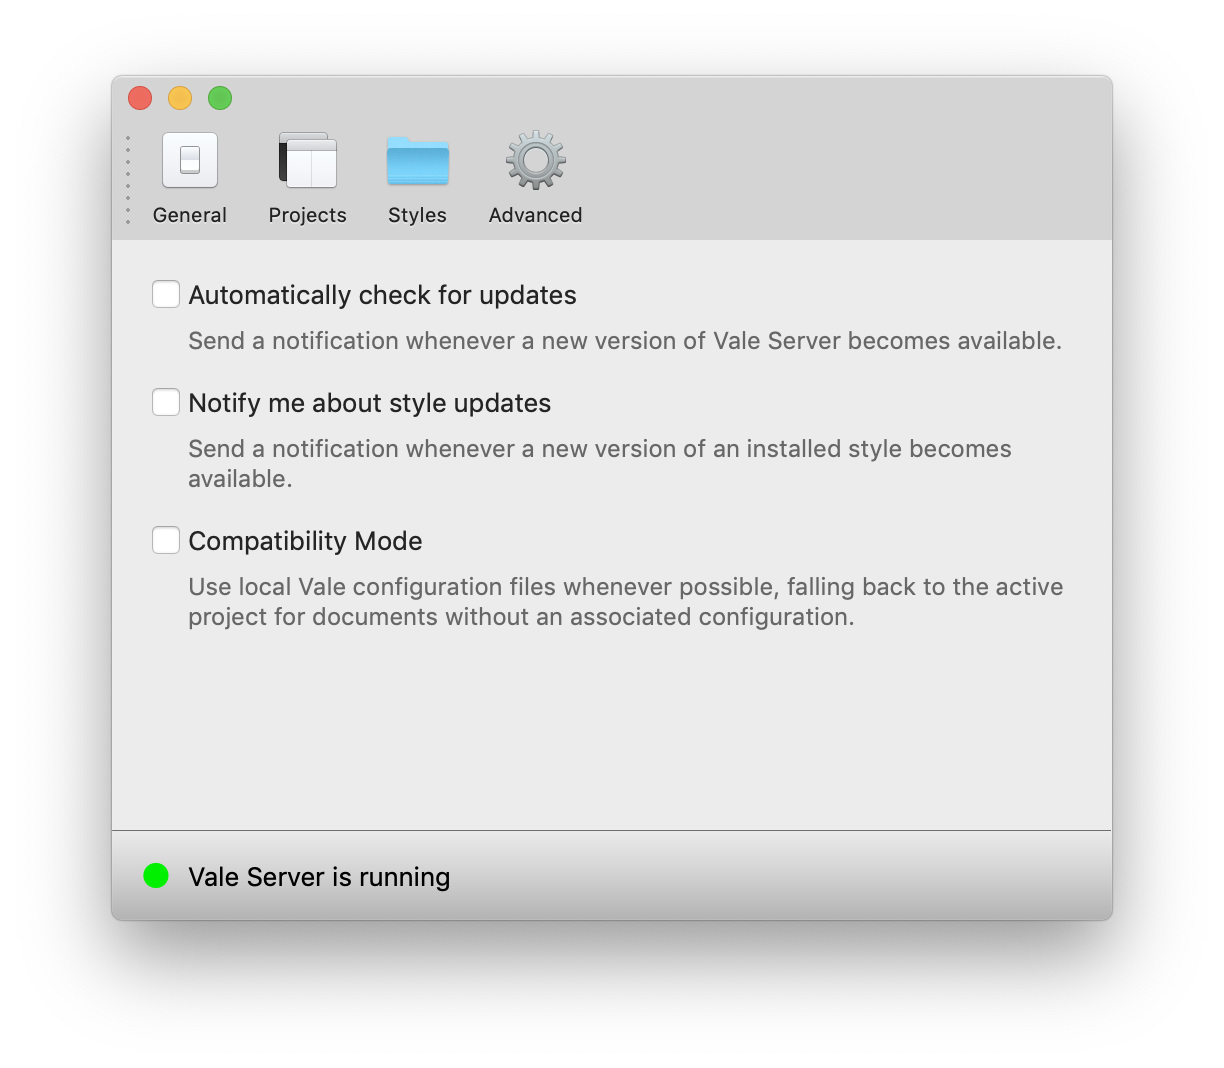 General Projects Styles Advanced
Automatically check for updates
Send a notification whenever a new version of Vale Server becomes available.
Notify me about style updates
Send a notification whenever a new version of an installed style becomes
available.
Compatibility Mode
Use local Vale configuration files whenever possible, falling back to the active
project for documents without an associated configuration.
Vale Server is running